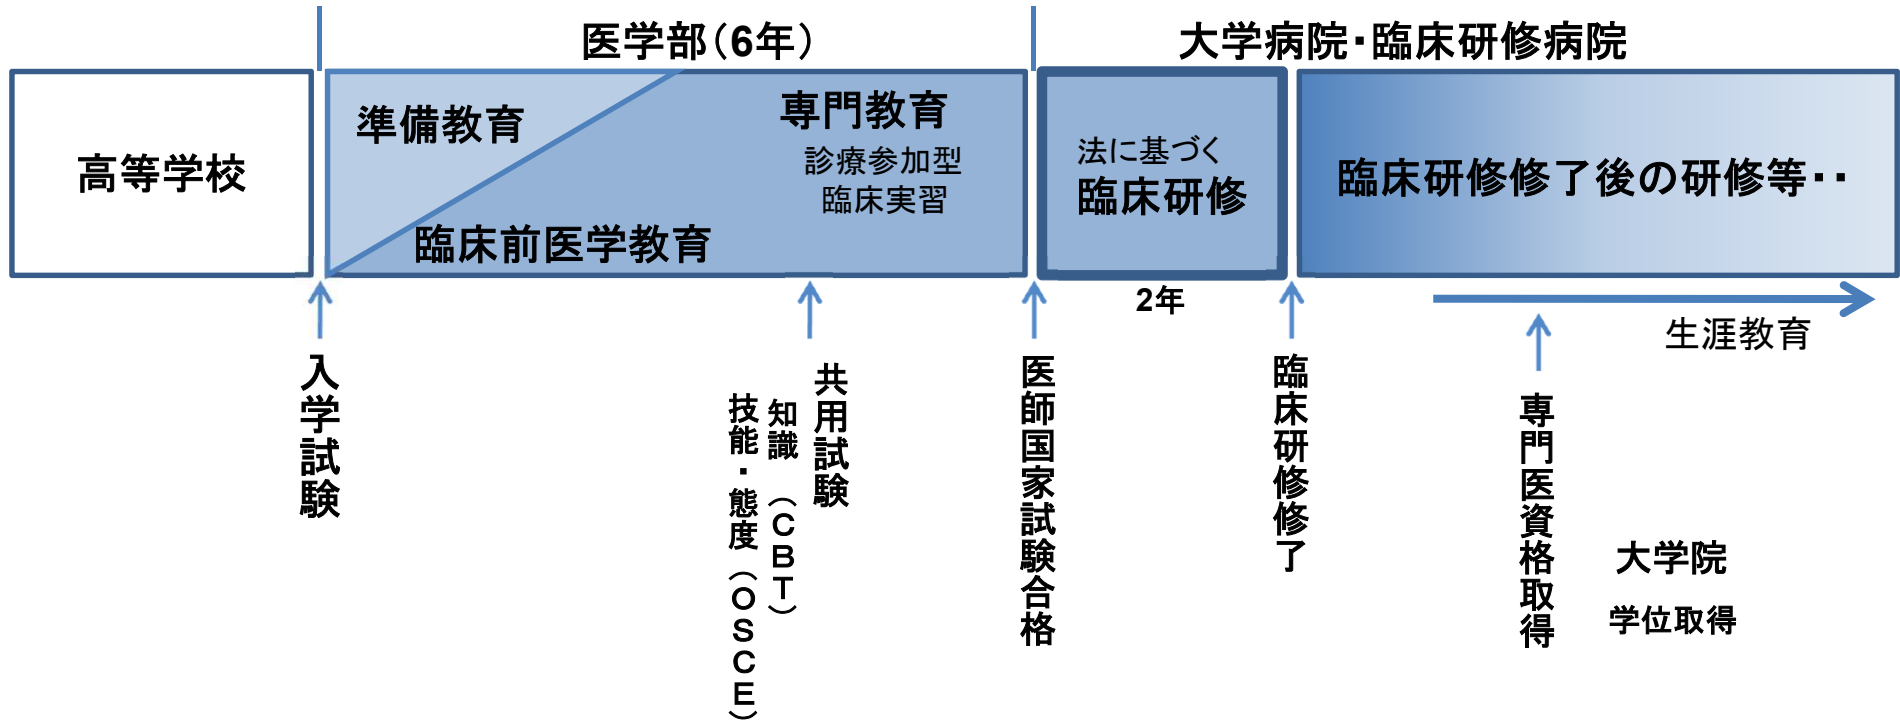 医学部（6年）
大学病院・臨床研修病院
高等学校
準備教育
臨床前医学教育
専門教育
診療参加型
臨床実習
法に基づく
臨床研修
臨床研修修了後の研修等・・
2年
生涯教育
入学試験
共用試験
知識　（ＣＢＴ）
技能・態度（ＯＳＣＥ）
医師国家試験合格
臨床研修修了
専門医資格取得
大学院
学位取得